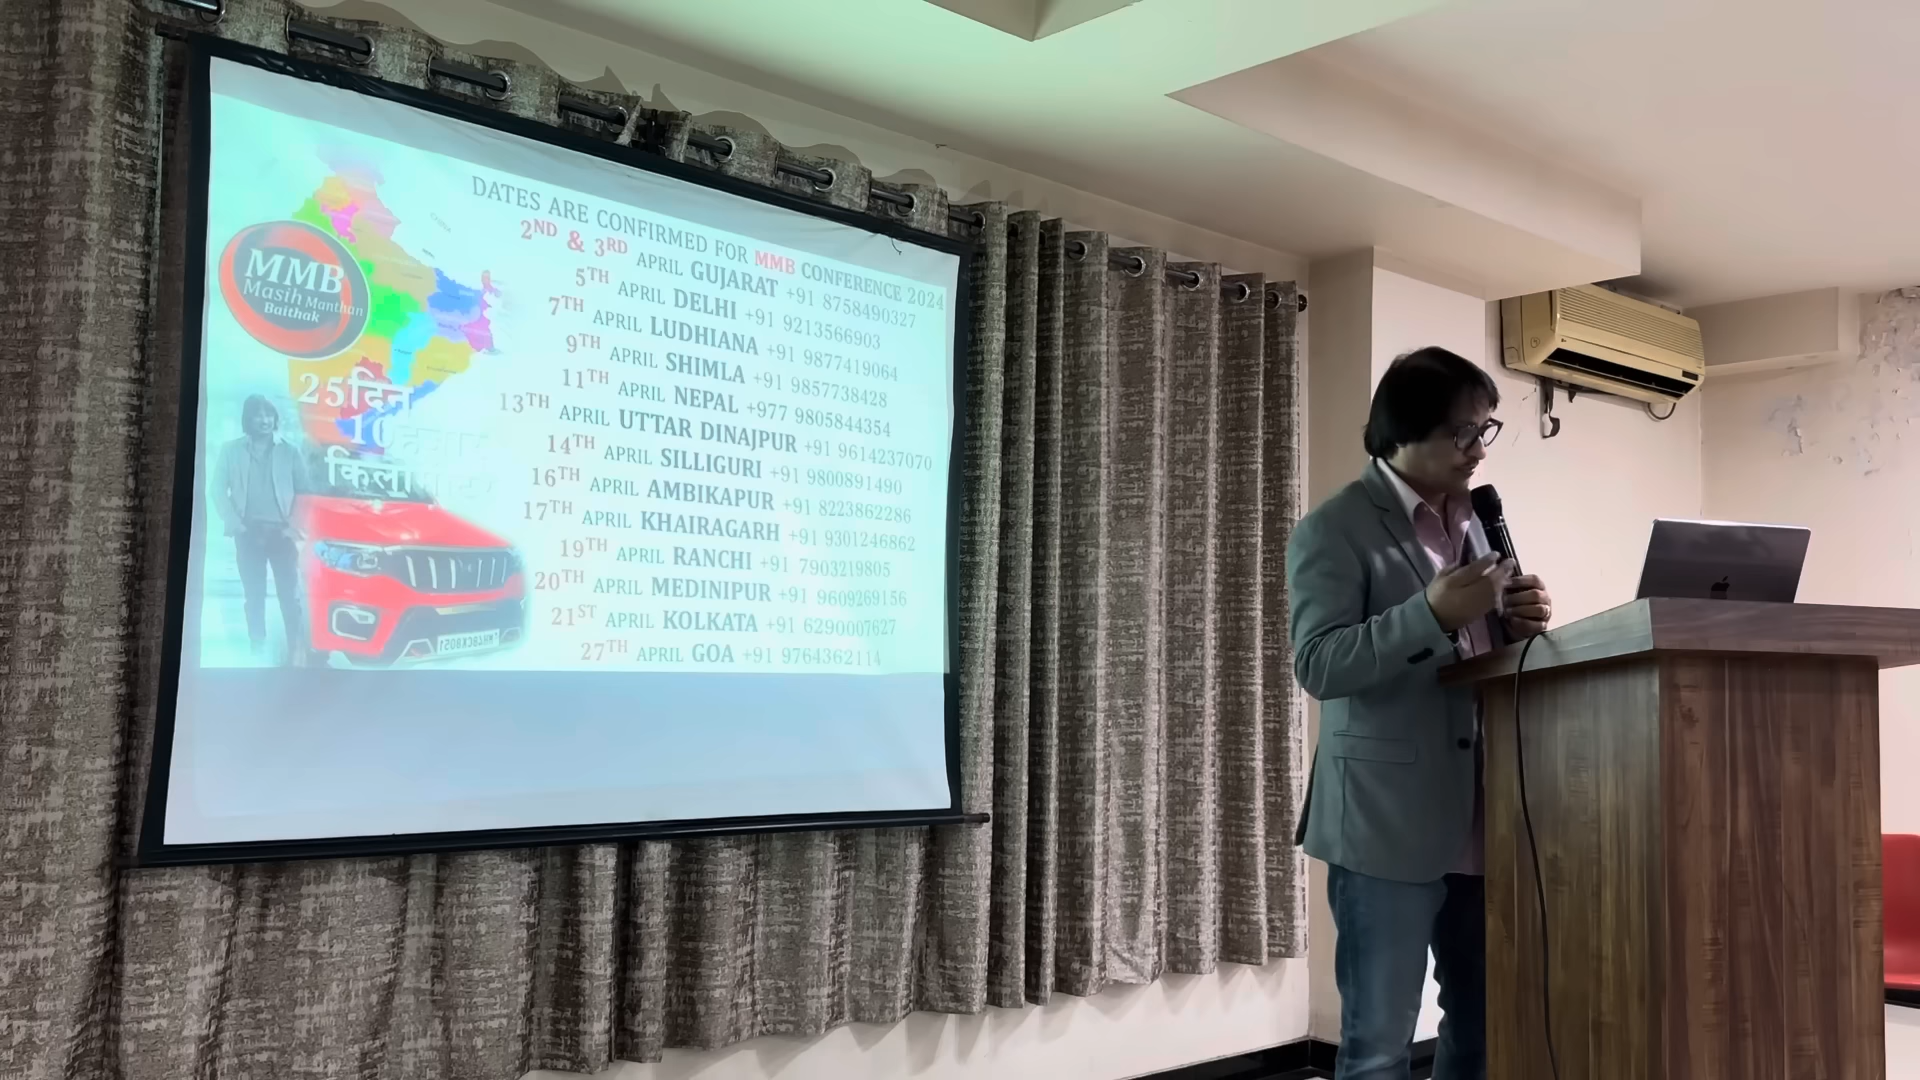 DATES ARE CONFIRMED FOR MMB CONFERENCE 2024
2ND & 3RD APRIL GUJARAT +91 8758490327
5TH APRIL DELHI +91 9213566903
7TH APRIL LUDHIANA +91 9877419064
9TH APRIL SHIMLA +91 9857738428
11TH APRIL NEPAL +977 9805844354
13TH APRIL UTTAR DINAJPUR +91 9614237070
14TH APRIL SILLIGURI +91 9800891490
16TH APRIL AMBIKAPUR +91 8223862286
17TH APRIL KHAIRAGARH +91 9301246862
19TH APRIL RANCHI +91 7903219805
20TH APRIL MEDINIPUR +91 9609269156
21ST APRIL KOLKATA +91 6290007627
27TH APRIL GOA +91 9764362114
MMB
Masih Manthan
Baithak
25दिन
10